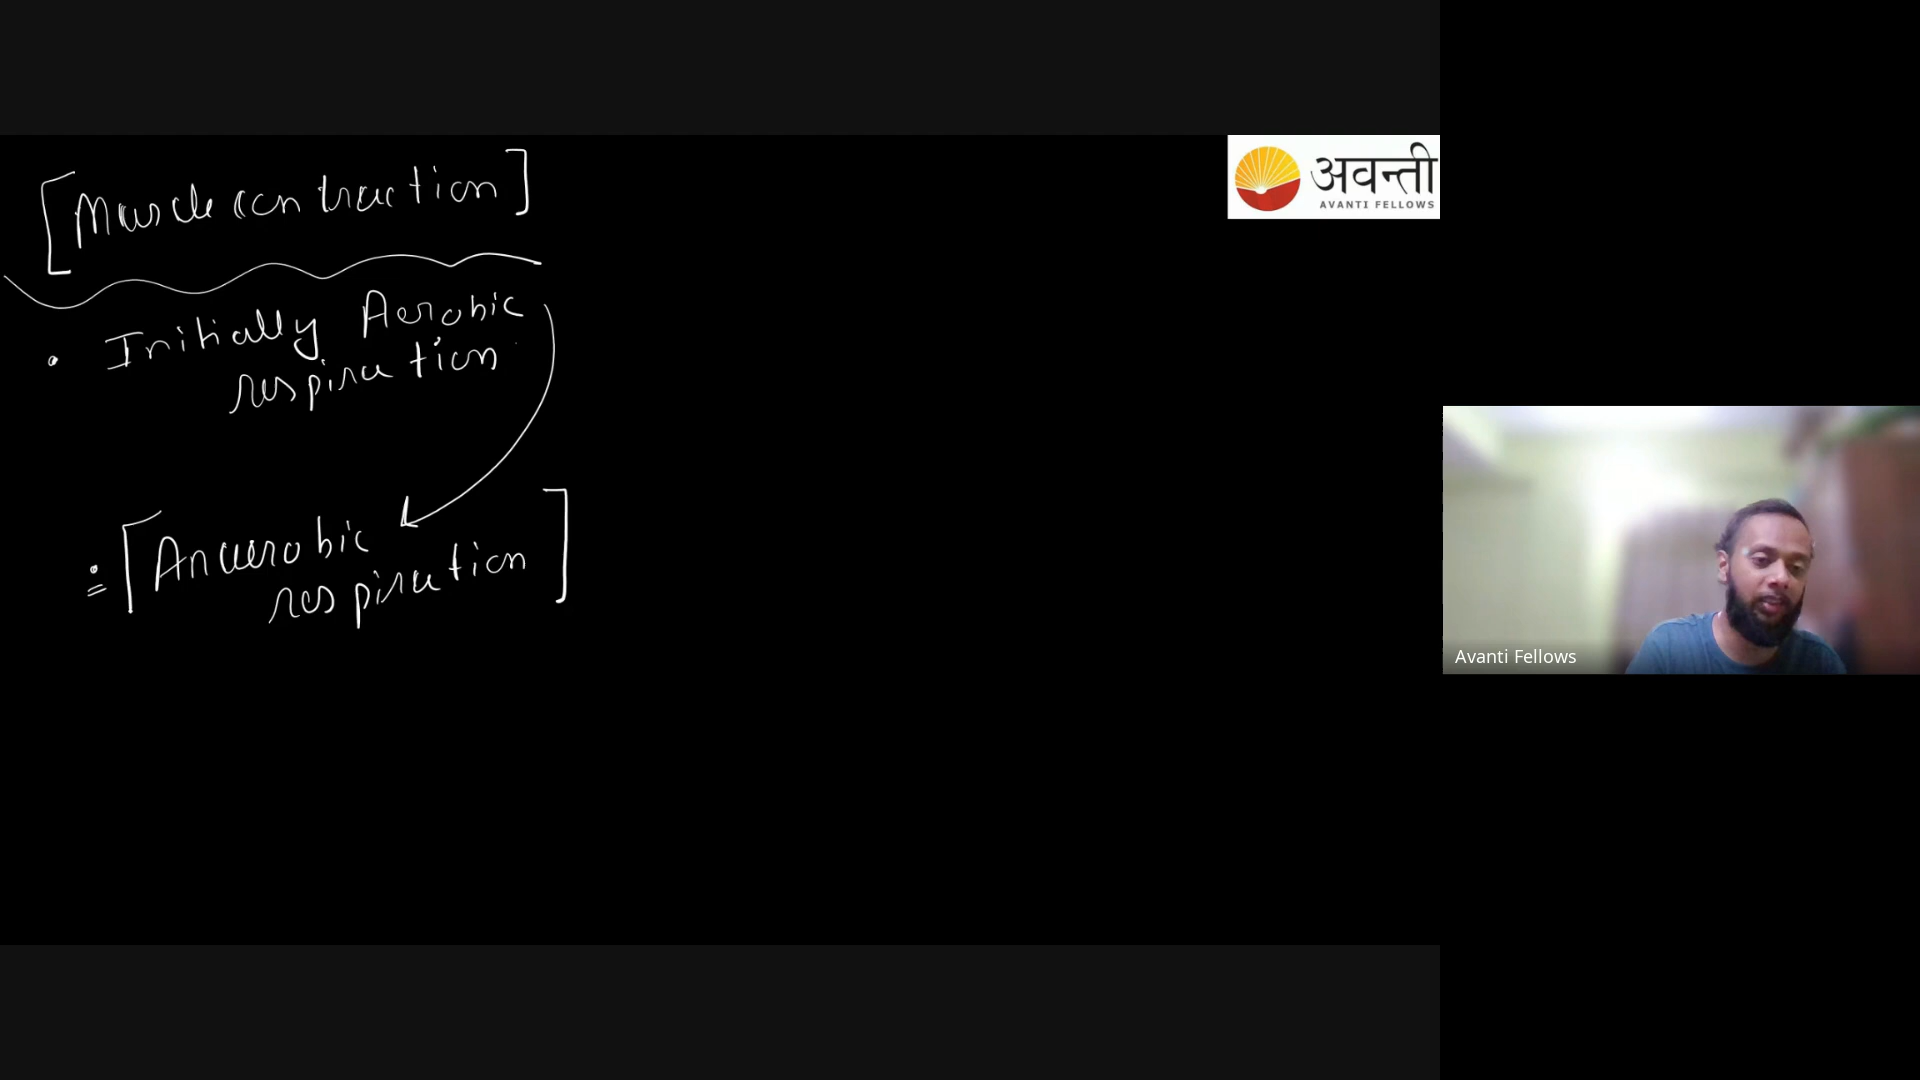 [Muscle contraction]
• Initially Aerobic
respiration
[Anaerobic
respiration]
अवन्ती
AVANTI FELLOWS
Avanti Fellows